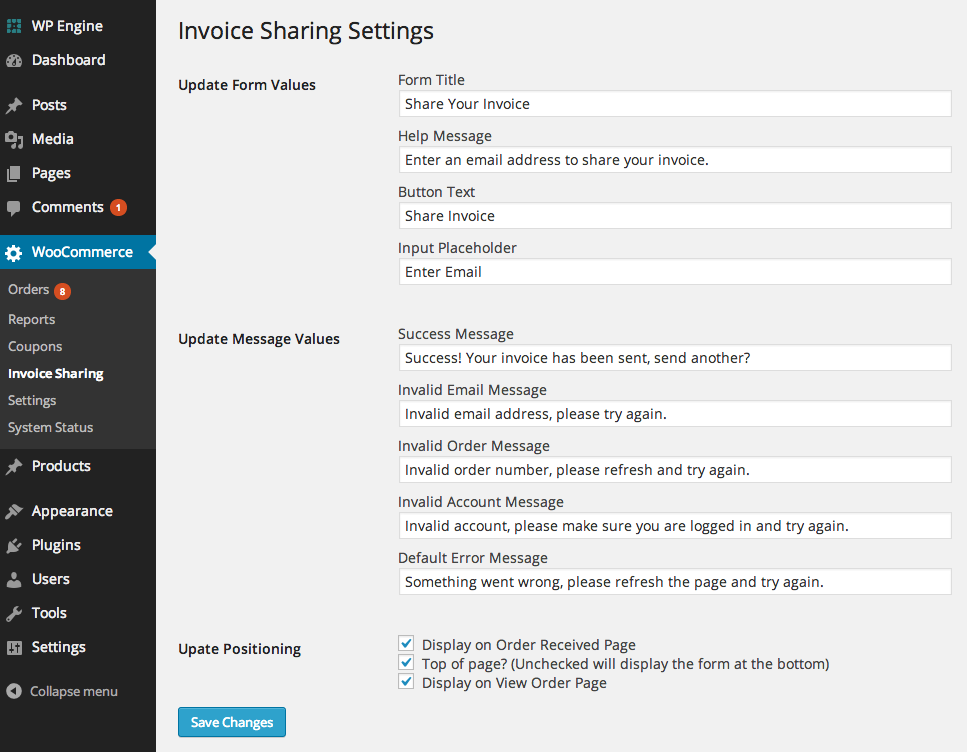 WP Engine
Dashboard
Posts
Media
Pages
Comments 1
WooCommerce
Orders 8
Reports
Coupons
Invoice Sharing
Settings
System Status
Products
Appearance
Plugins
Users
Tools
Settings
Collapse menu
Invoice Sharing Settings
Update Form Values
Form Title
Share Your Invoice
Help Message
Enter an email address to share your invoice.
Button Text
Share Invoice
Input Placeholder
Enter Email
Update Message Values
Success Message
Success! Your invoice has been sent, send another?
Invalid Email Message
Invalid email address, please try again.
Invalid Order Message
Invalid order number, please refresh and try again.
Invalid Account Message
Invalid account, please make sure you are logged in and try again.
Default Error Message
Something went wrong, please refresh the page and try again.
Upate Positioning
Display on Order Received Page
Top of page? (Unchecked will display the form at the bottom)
Display on View Order Page
Save Changes